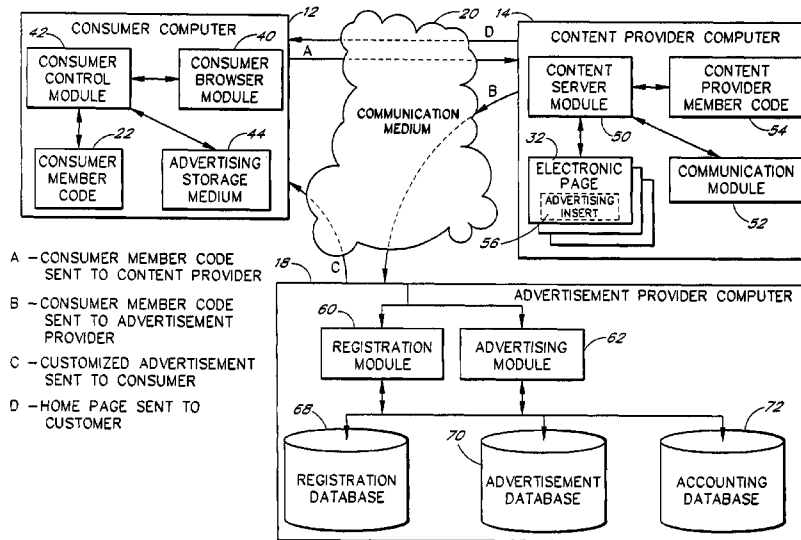 12
CONSUMER COMPUTER
42
40
CONSUMER
CONTROL
MODULE
CONSUMER
BROWSER
MODULE
22
44
CONSUMER
MEMBER
CODE
ADVERTISING
STORAGE
MEDIUM
20
D
A
B
C
COMMUNICATION
MEDIUM
14
CONTENT PROVIDER COMPUTER
CONTENT
SERVER
MODULE
50
CONTENT
PROVIDER
MEMBER CODE
54
32
ELECTRONIC
PAGE
ADVERTISING
INSERT
56
COMMUNICATION
MODULE
52
A – CONSUMER MEMBER CODE
SENT TO CONTENT PROVIDER
B – CONSUMER MEMBER CODE
SENT TO ADVERTISEMENT
PROVIDER
C – CUSTOMIZED ADVERTISEMENT
SENT TO CONSUMER
D – HOME PAGE SENT TO
CUSTOMER
18
ADVERTISEMENT PROVIDER COMPUTER
60
REGISTRATION
MODULE
ADVERTISING
MODULE
62
68
REGISTRATION
DATABASE
70
ADVERTISEMENT
DATABASE
72
ACCOUNTING
DATABASE